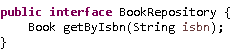 public interface BookRepository {
    Book getByIsbn(String isbn);
}